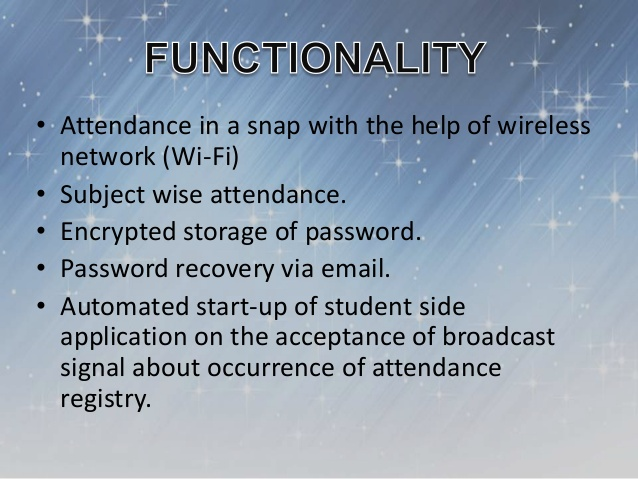 FUNCTIONALITY
• Attendance in a snap with the help of wireless
network (Wi-Fi)
• Subject wise attendance.
• Encrypted storage of password.
• Password recovery via email.
• Automated start-up of student side
application on the acceptance of broadcast
signal about occurrence of attendance
registry.